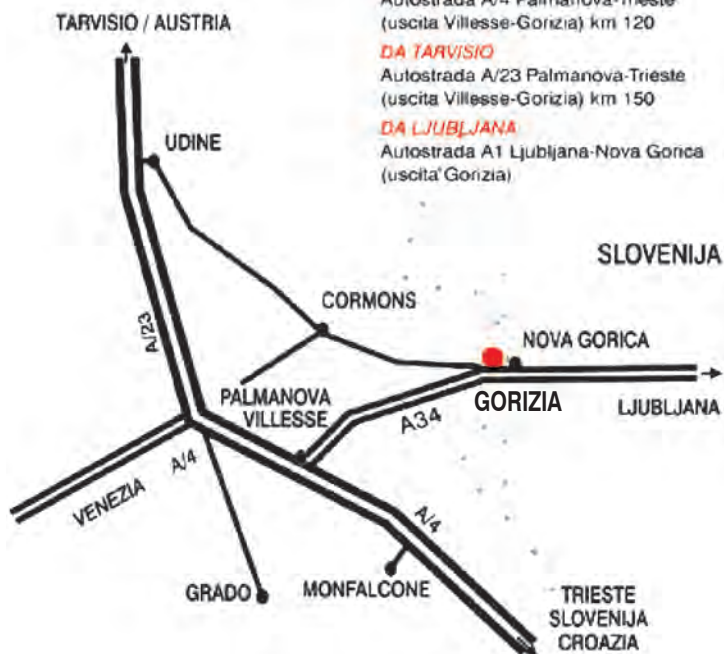 Autostrada A/4 Palmanova-Trieste
(uscita Villesse-Gorizia) km 120
DA TARVISIO
Autostrada A/23 Palmanova-Trieste
(uscita Villesse-Gorizia) km 150
DA LJUBLJANA
Autostrada A1 Ljubljana-Nova Gorica
(uscita Gorizia)
TARVISIO / AUSTRIA
UDINE
SLOVENIJA
CORMONS
NOVA GORICA
A/23
PALMANOVA
VILLESSE
A34
GORIZIA
LJUBLJANA
VENEZIA
A/4
A/4
GRADO
MONFALCONE
TRIESTE
SLOVENIJA
CROAZIA